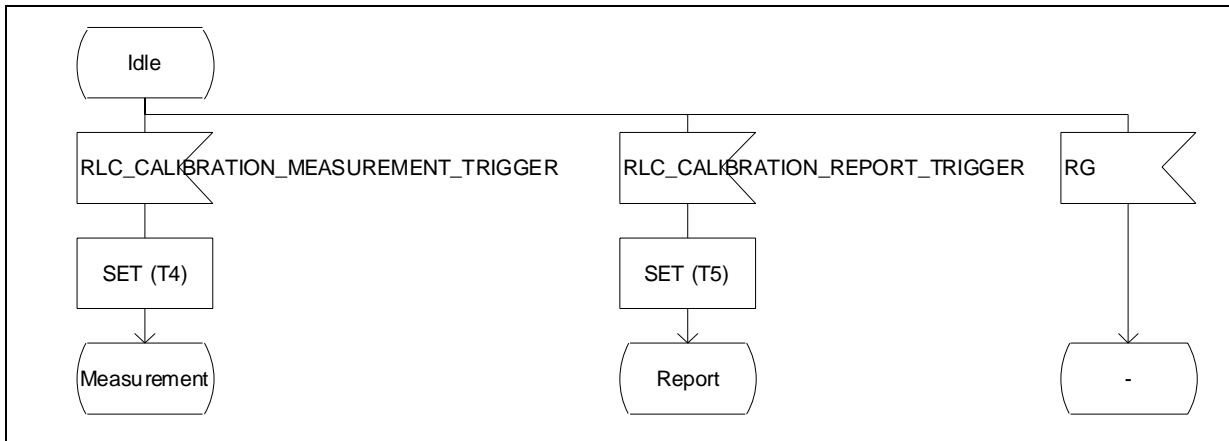 Idle
RLC_CALIBRATION_MEASUREMENT_TRIGGER
RLC_CALIBRATION_REPORT_TRIGGER
RG
SET (T4)
SET (T5)
Measurement
Report
-